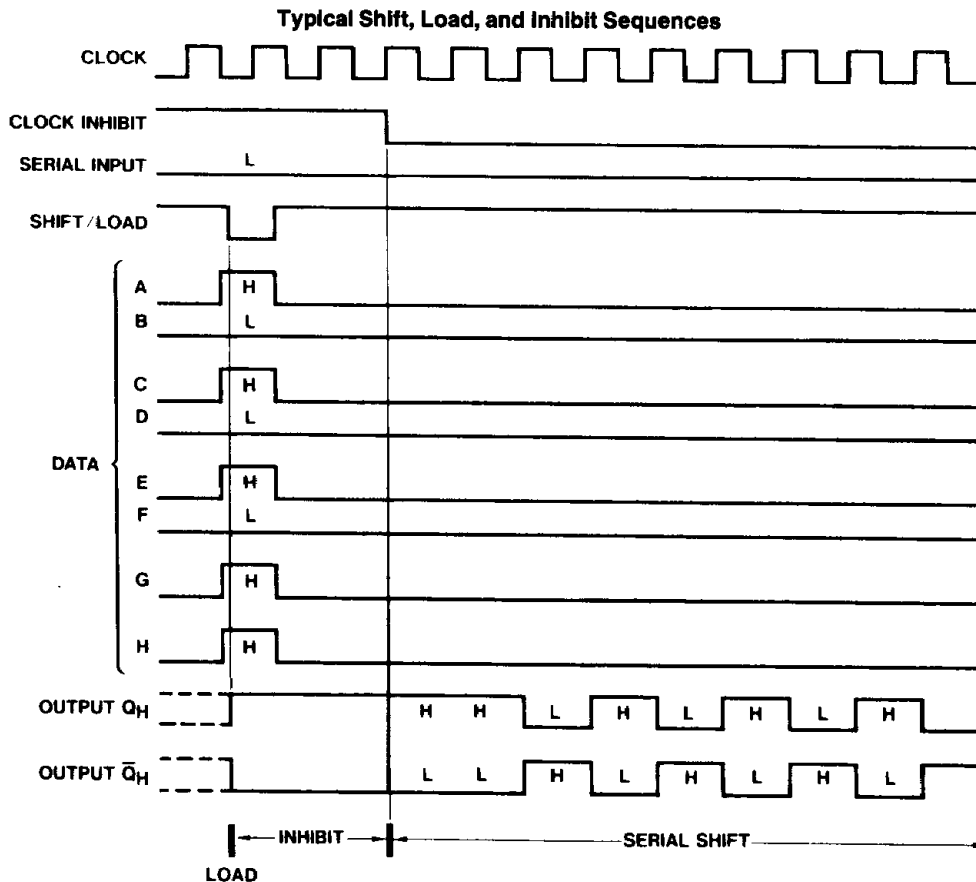 Typical Shift, Load, and Inhibit Sequences
CLOCK
CLOCK INHIBIT
SERIAL INPUT L
SHIFT/LOAD
A H
B L
C H
D L
DATA
E H
F L
G H
H H
OUTPUT QH H H L H L H L H
OUTPUT Q̅H L L H L H L H L
INHIBIT SERIAL SHIFT
LOAD